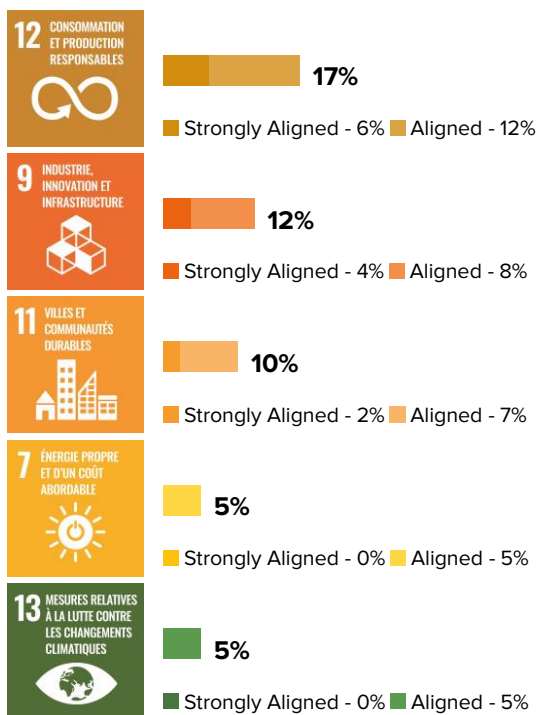 12 CONSOMMATION
ET PRODUCTION
RESPONSABLES
17%
Strongly Aligned - 6% Aligned - 12%
9 INDUSTRIE,
INNOVATION ET
INFRASTRUCTURE
12%
Strongly Aligned - 4% Aligned - 8%
11 VILLES ET
COMMUNAUTÉS
DURABLES
10%
Strongly Aligned - 2% Aligned - 7%
7 ÉNERGIE PROPRE
ET D'UN COÛT
ABORDABLE
5%
Strongly Aligned - 0% Aligned - 5%
13 MESURES RELATIVES
À LA LUTTE CONTRE
LES CHANGEMENTS
CLIMATIQUES
5%
Strongly Aligned - 0% Aligned - 5%